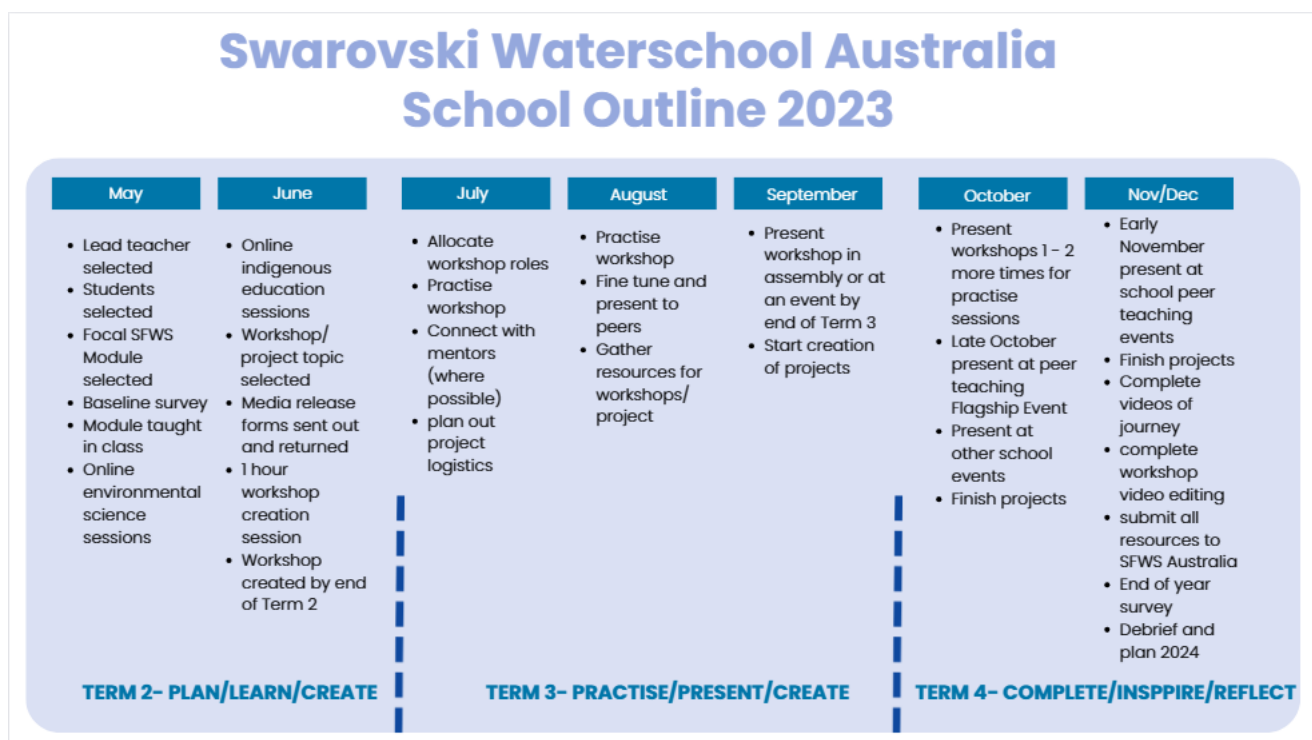 Swarovski Waterschool Australia
School Outline 2023
May
• Lead teacher
selected
• Students
selected
• Focal SFWS
Module
selected
• Baseline survey
• Module taught
in class
• Online
environmental
science
sessions
June
• Online
indigenous
education
sessions
• Workshop/
project topic
selected
• Media release
forms sent out
and returned
• 1 hour
workshop
creation
session
• Workshop
created by end
of Term 2
TERM 2- PLAN/LEARN/CREATE
July
• Allocate
workshop roles
• Practise
workshop
• Connect with
mentors
(where
possible)
• plan out
project
logistics
August
• Practise
workshop
• Fine tune and
present to
peers
• Gather
resources for
workshops/
project
September
• Present
workshop in
assembly or at
an event by
end of Term 3
• Start creation
of projects
TERM 3- PRACTISE/PRESENT/CREATE
October
• Present
workshops 1 - 2
more times for
practise
sessions
• Late October
present at peer
teaching
Flagship Event
• Present at
other school
events
• Finish projects
Nov/Dec
• Early
November
present at
school peer
teaching
events
• Finish projects
• Complete
videos of
journey
• complete
workshop
video editing
• submit all
resources to
SFWS Australia
• End of year
survey
• Debrief and
plan 2024
TERM 4- COMPLETE/INSPPIRE/REFLECT